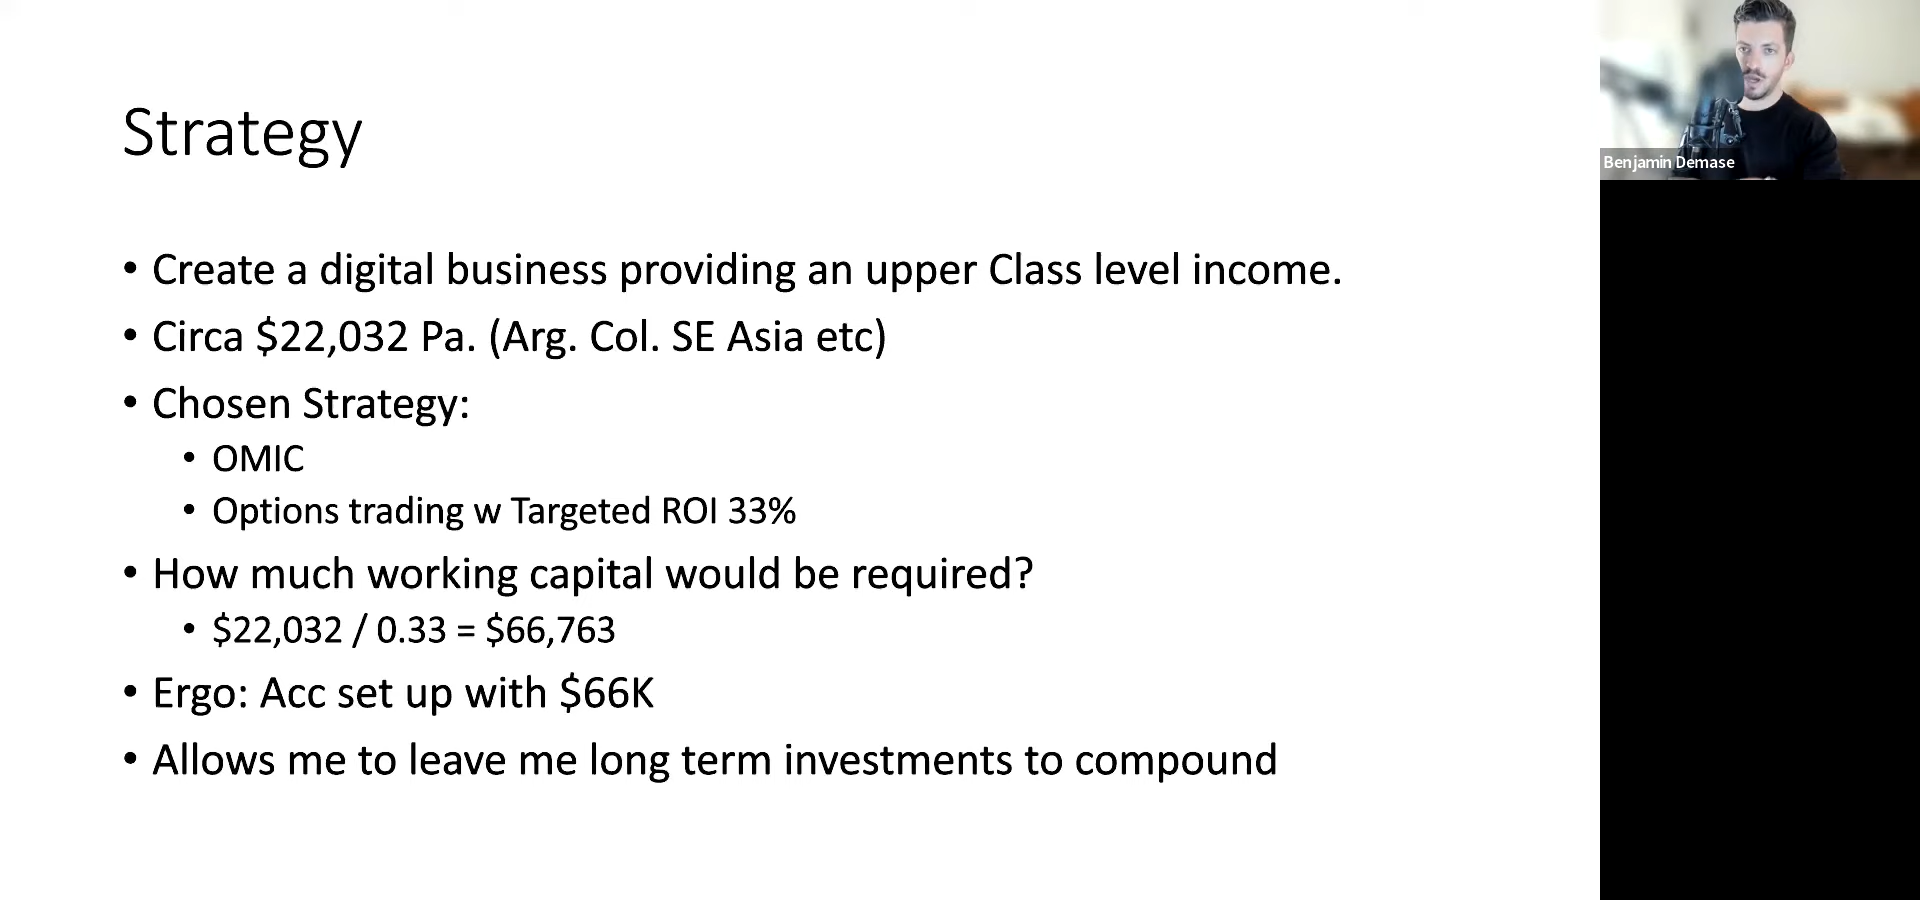 Strategy
• Create a digital business providing an upper Class level income.
• Circa $22,032 Pa. (Arg. Col. SE Asia etc)
• Chosen Strategy:
• OMIC
• Options trading w Targeted ROI 33%
• How much working capital would be required?
• $22,032 / 0.33 = $66,763
• Ergo: Acc set up with $66K
• Allows me to leave me long term investments to compound
Benjamin Demase